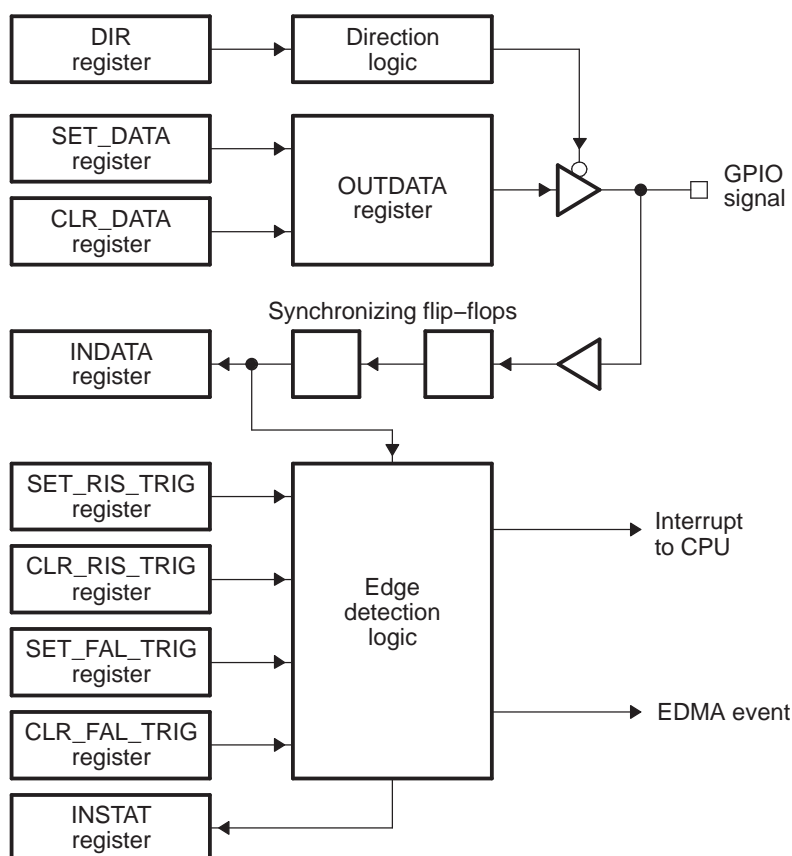 DIR
register
Direction
logic
SET_DATA
register
OUTDATA
register
CLR_DATA
register
GPIO
signal
Synchronizing flip−flops
INDATA
register
SET_RIS_TRIG
register
CLR_RIS_TRIG
register
SET_FAL_TRIG
register
CLR_FAL_TRIG
register
Edge
detection
logic
Interrupt
to CPU
EDMA event
INSTAT
register